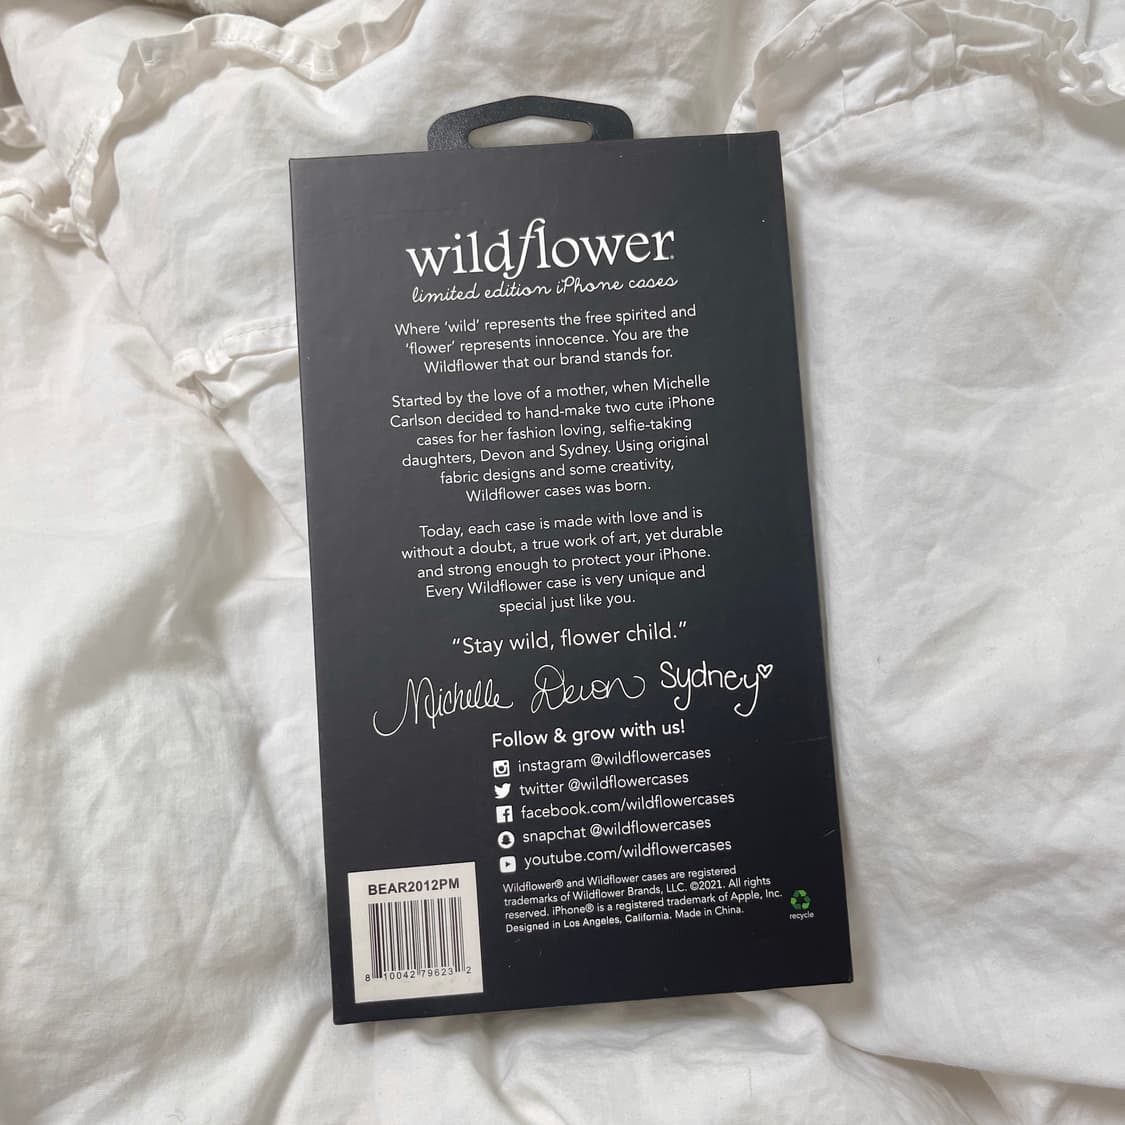 wildflower®
limited edition iPhone cases
Where ‘wild’ represents the free spirited and
‘flower’ represents innocence. You are the
Wildflower that our brand stands for.
Started by the love of a mother, when Michelle
Carlson decided to hand-make two cute iPhone
cases for her fashion loving, selfie-taking
daughters, Devon and Sydney. Using original
fabric designs and some creativity,
Wildflower cases was born.
Today, each case is made with love and is
without a doubt, a true work of art, yet durable
and strong enough to protect your iPhone.
Every Wildflower case is very unique and
special just like you.
“Stay wild, flower child.”
Michelle Devon Sydney
Follow & grow with us!
instagram @wildflowercases
twitter @wildflowercases
facebook.com/wildflowercases
snapchat @wildflowercases
youtube.com/wildflowercases
Wildflower® and Wildflower cases are registered
trademarks of Wildflower Brands, LLC. ©2021. All rights
reserved. iPhone® is a registered trademark of Apple, Inc.
Designed in Los Angeles, California. Made in China.
recycle
BEAR2012PM
8 10042 79623 2